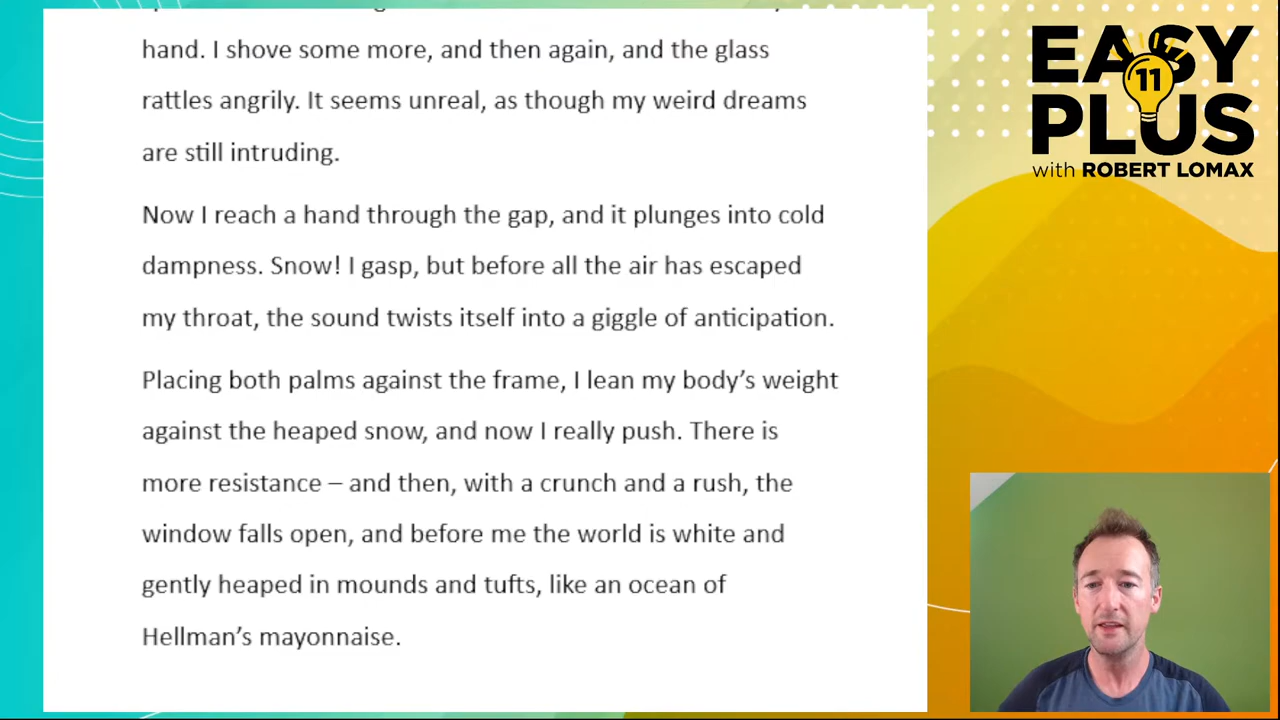 hand. I shove some more, and then again, and the glass
rattles angrily. It seems unreal, as though my weird dreams
are still intruding.
Now I reach a hand through the gap, and it plunges into cold
dampness. Snow! I gasp, but before all the air has escaped
my throat, the sound twists itself into a giggle of anticipation.
Placing both palms against the frame, I lean my body’s weight
against the heaped snow, and now I really push. There is
more resistance – and then, with a crunch and a rush, the
window falls open, and before me the world is white and
gently heaped in mounds and tufts, like an ocean of
Hellman’s mayonnaise.
EASY
11
PLUS
with ROBERT LOMAX